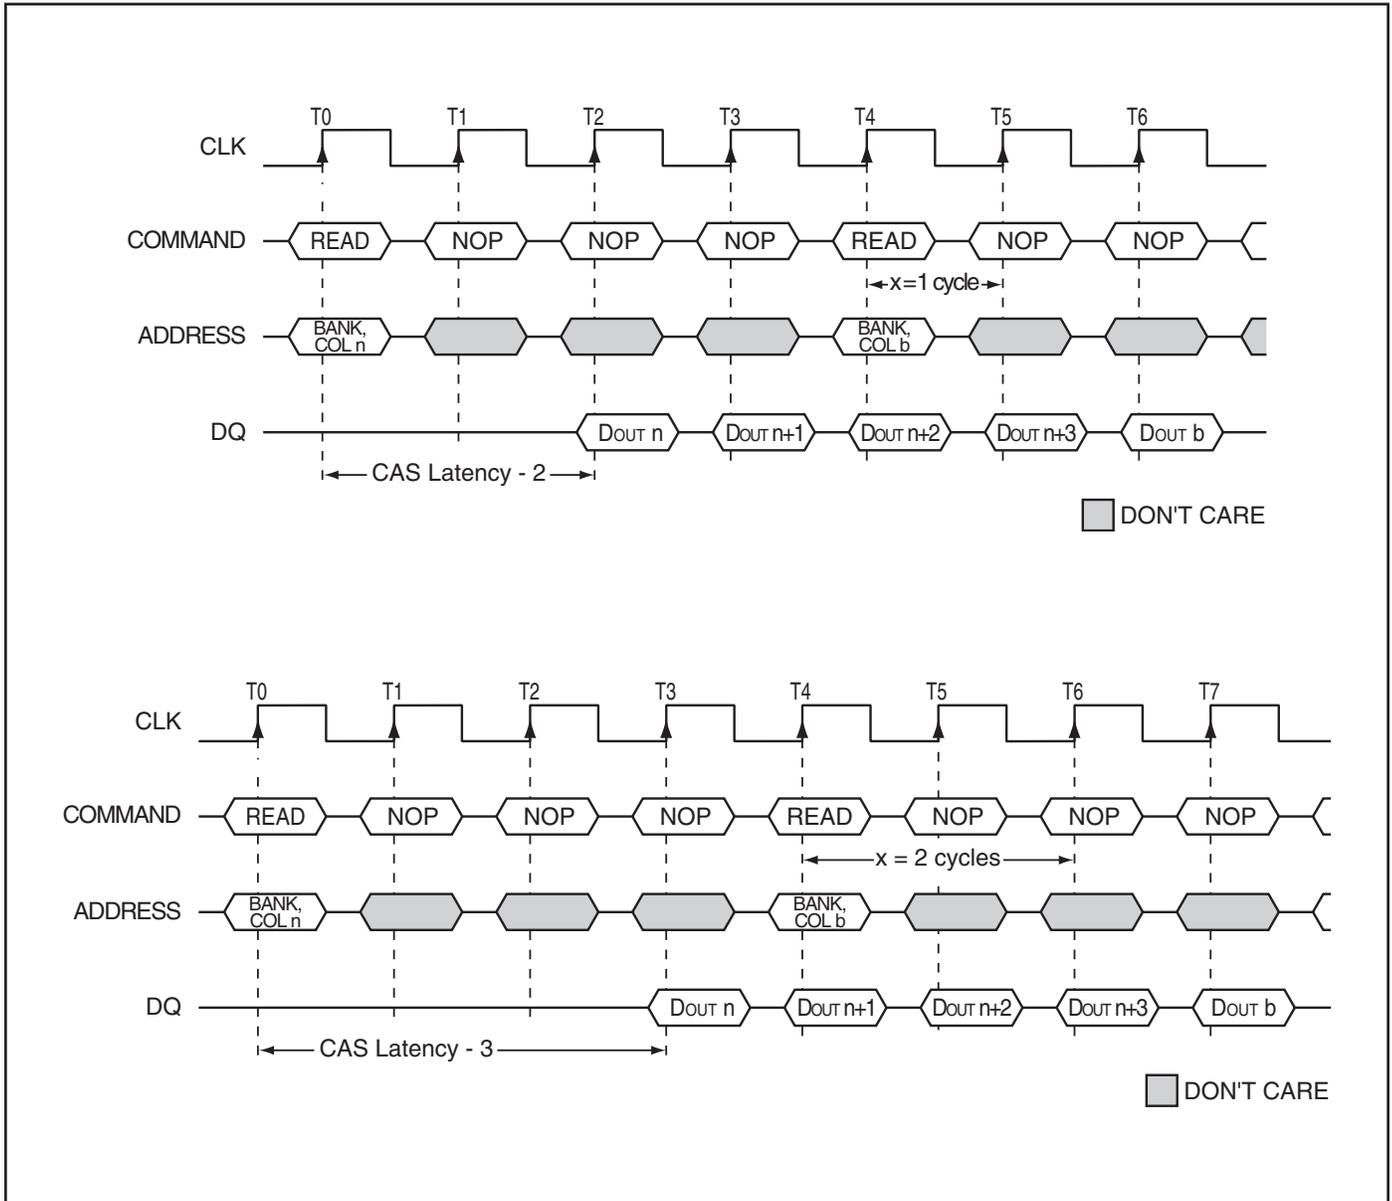 T0 T1 T2 T3 T4 T5 T6
CLK
COMMAND READ NOP NOP NOP READ NOP NOP
x=1 cycle
ADDRESS BANK, COL n BANK, COL b
DQ DOUT n DOUT n+1 DOUT n+2 DOUT n+3 DOUT b
CAS Latency - 2
DON'T CARE
T0 T1 T2 T3 T4 T5 T6 T7
CLK
COMMAND READ NOP NOP NOP READ NOP NOP NOP
x = 2 cycles
ADDRESS BANK, COL n BANK, COL b
DQ DOUT n DOUT n+1 DOUT n+2 DOUT n+3 DOUT b
CAS Latency - 3
DON'T CARE